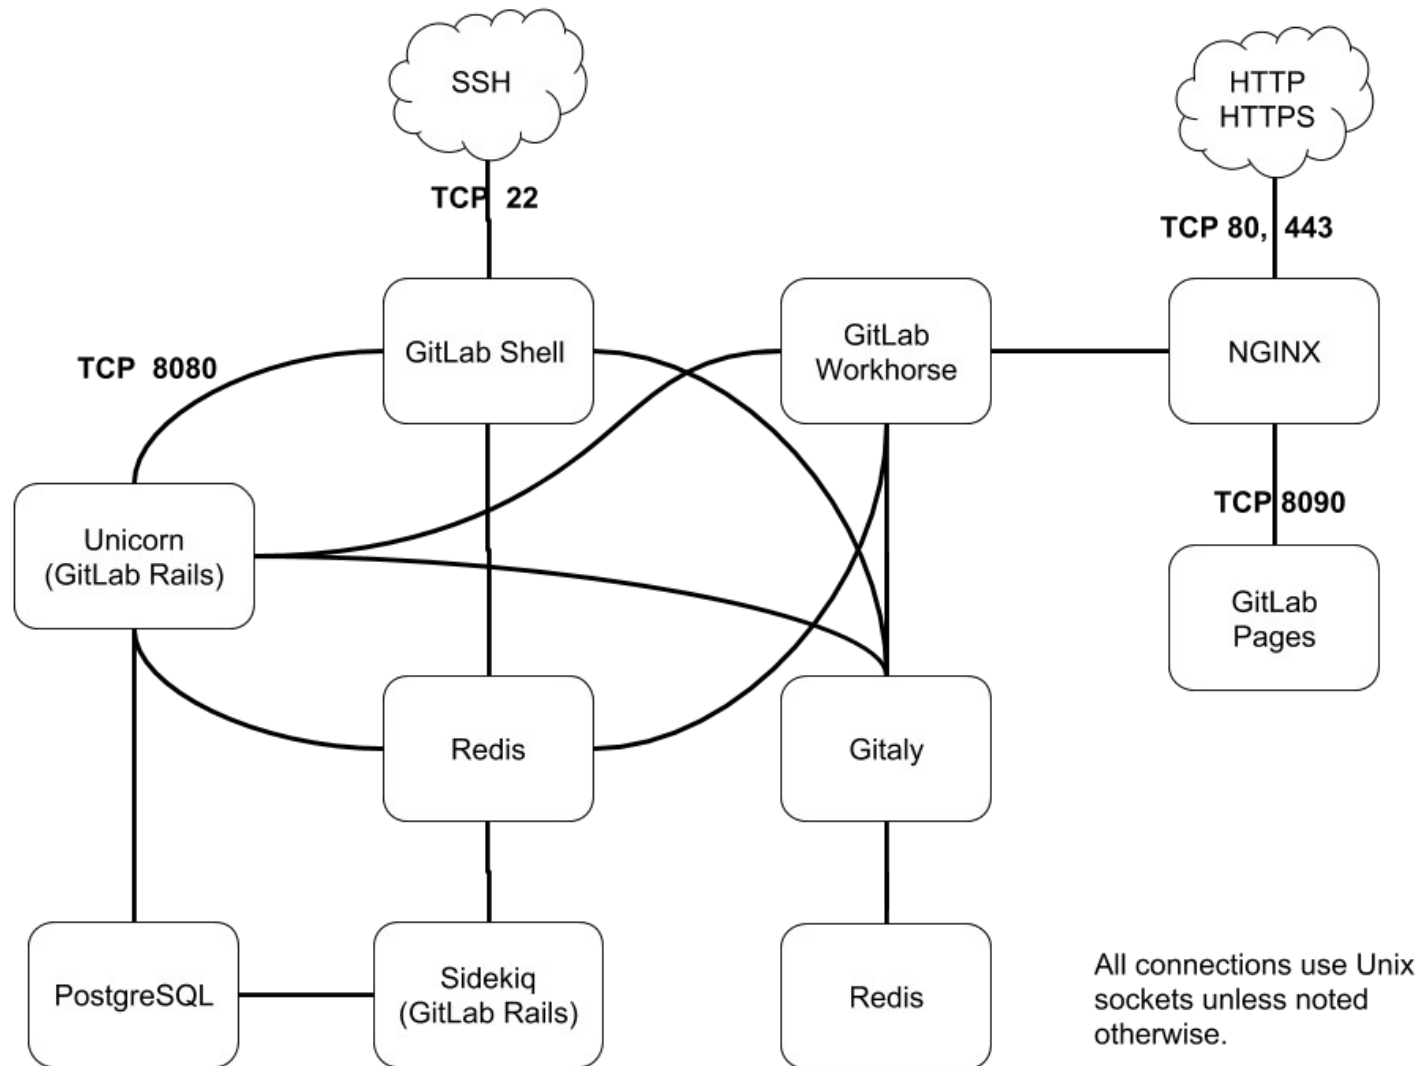 SSH
HTTP
HTTPS
TCP 22
TCP 80, 443
GitLab Shell
GitLab
Workhorse
NGINX
TCP 8080
TCP 8090
Unicorn
(GitLab Rails)
GitLab
Pages
Redis
Gitaly
PostgreSQL
Sidekiq
(GitLab Rails)
Redis
All connections use Unix
sockets unless noted
otherwise.